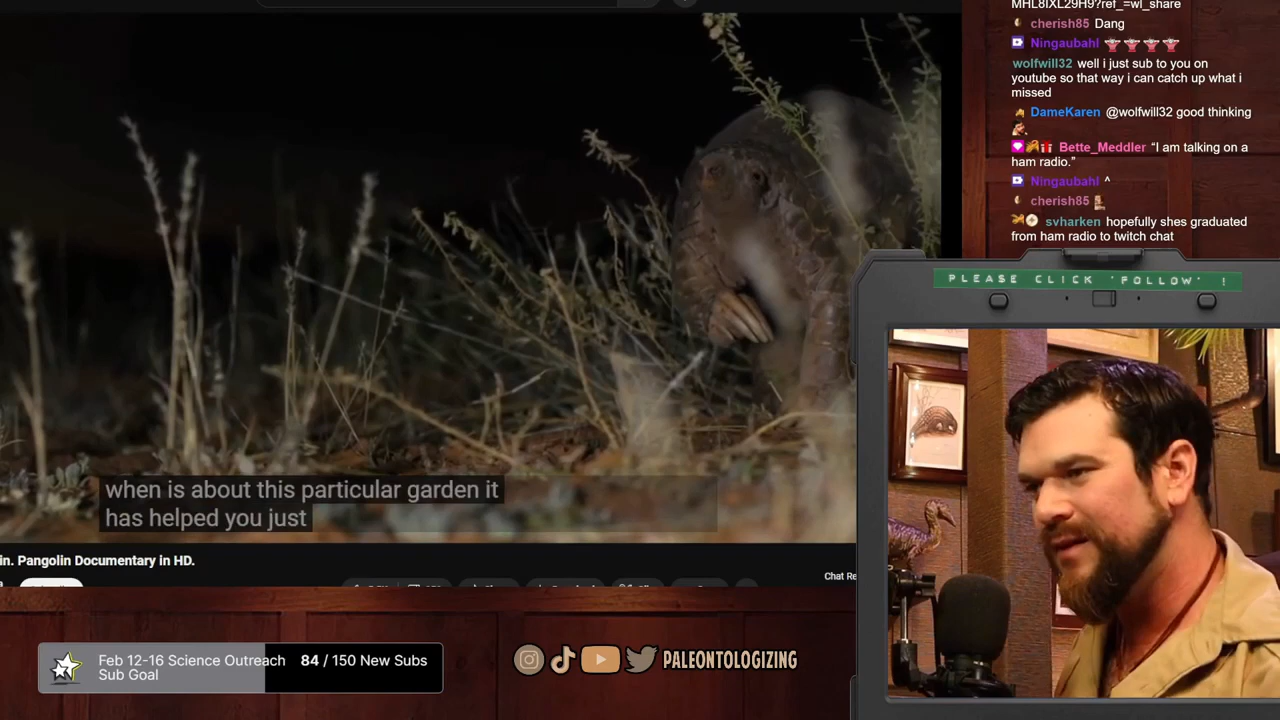 MHL8IXL29H9?ref_=wl_share
cherish85 Dang
Ningaubahl
wolfwill32 well i just sub to you on
youtube so that way i can catch up what i
missed
DameKaren @wolfwill32 good thinking
Bette_Meddler “I am talking on a
ham radio.”
Ningaubahl ^
cherish85
svharken hopefully shes graduated
from ham radio to twitch chat
PLEASE CLICK 'FOLLOW' !
when is about this particular garden it
has helped you just
in. Pangolin Documentary in HD.
Chat Re
Feb 12-16 Science Outreach 84 / 150 New Subs
Sub Goal
PALEONTOLOGIZING